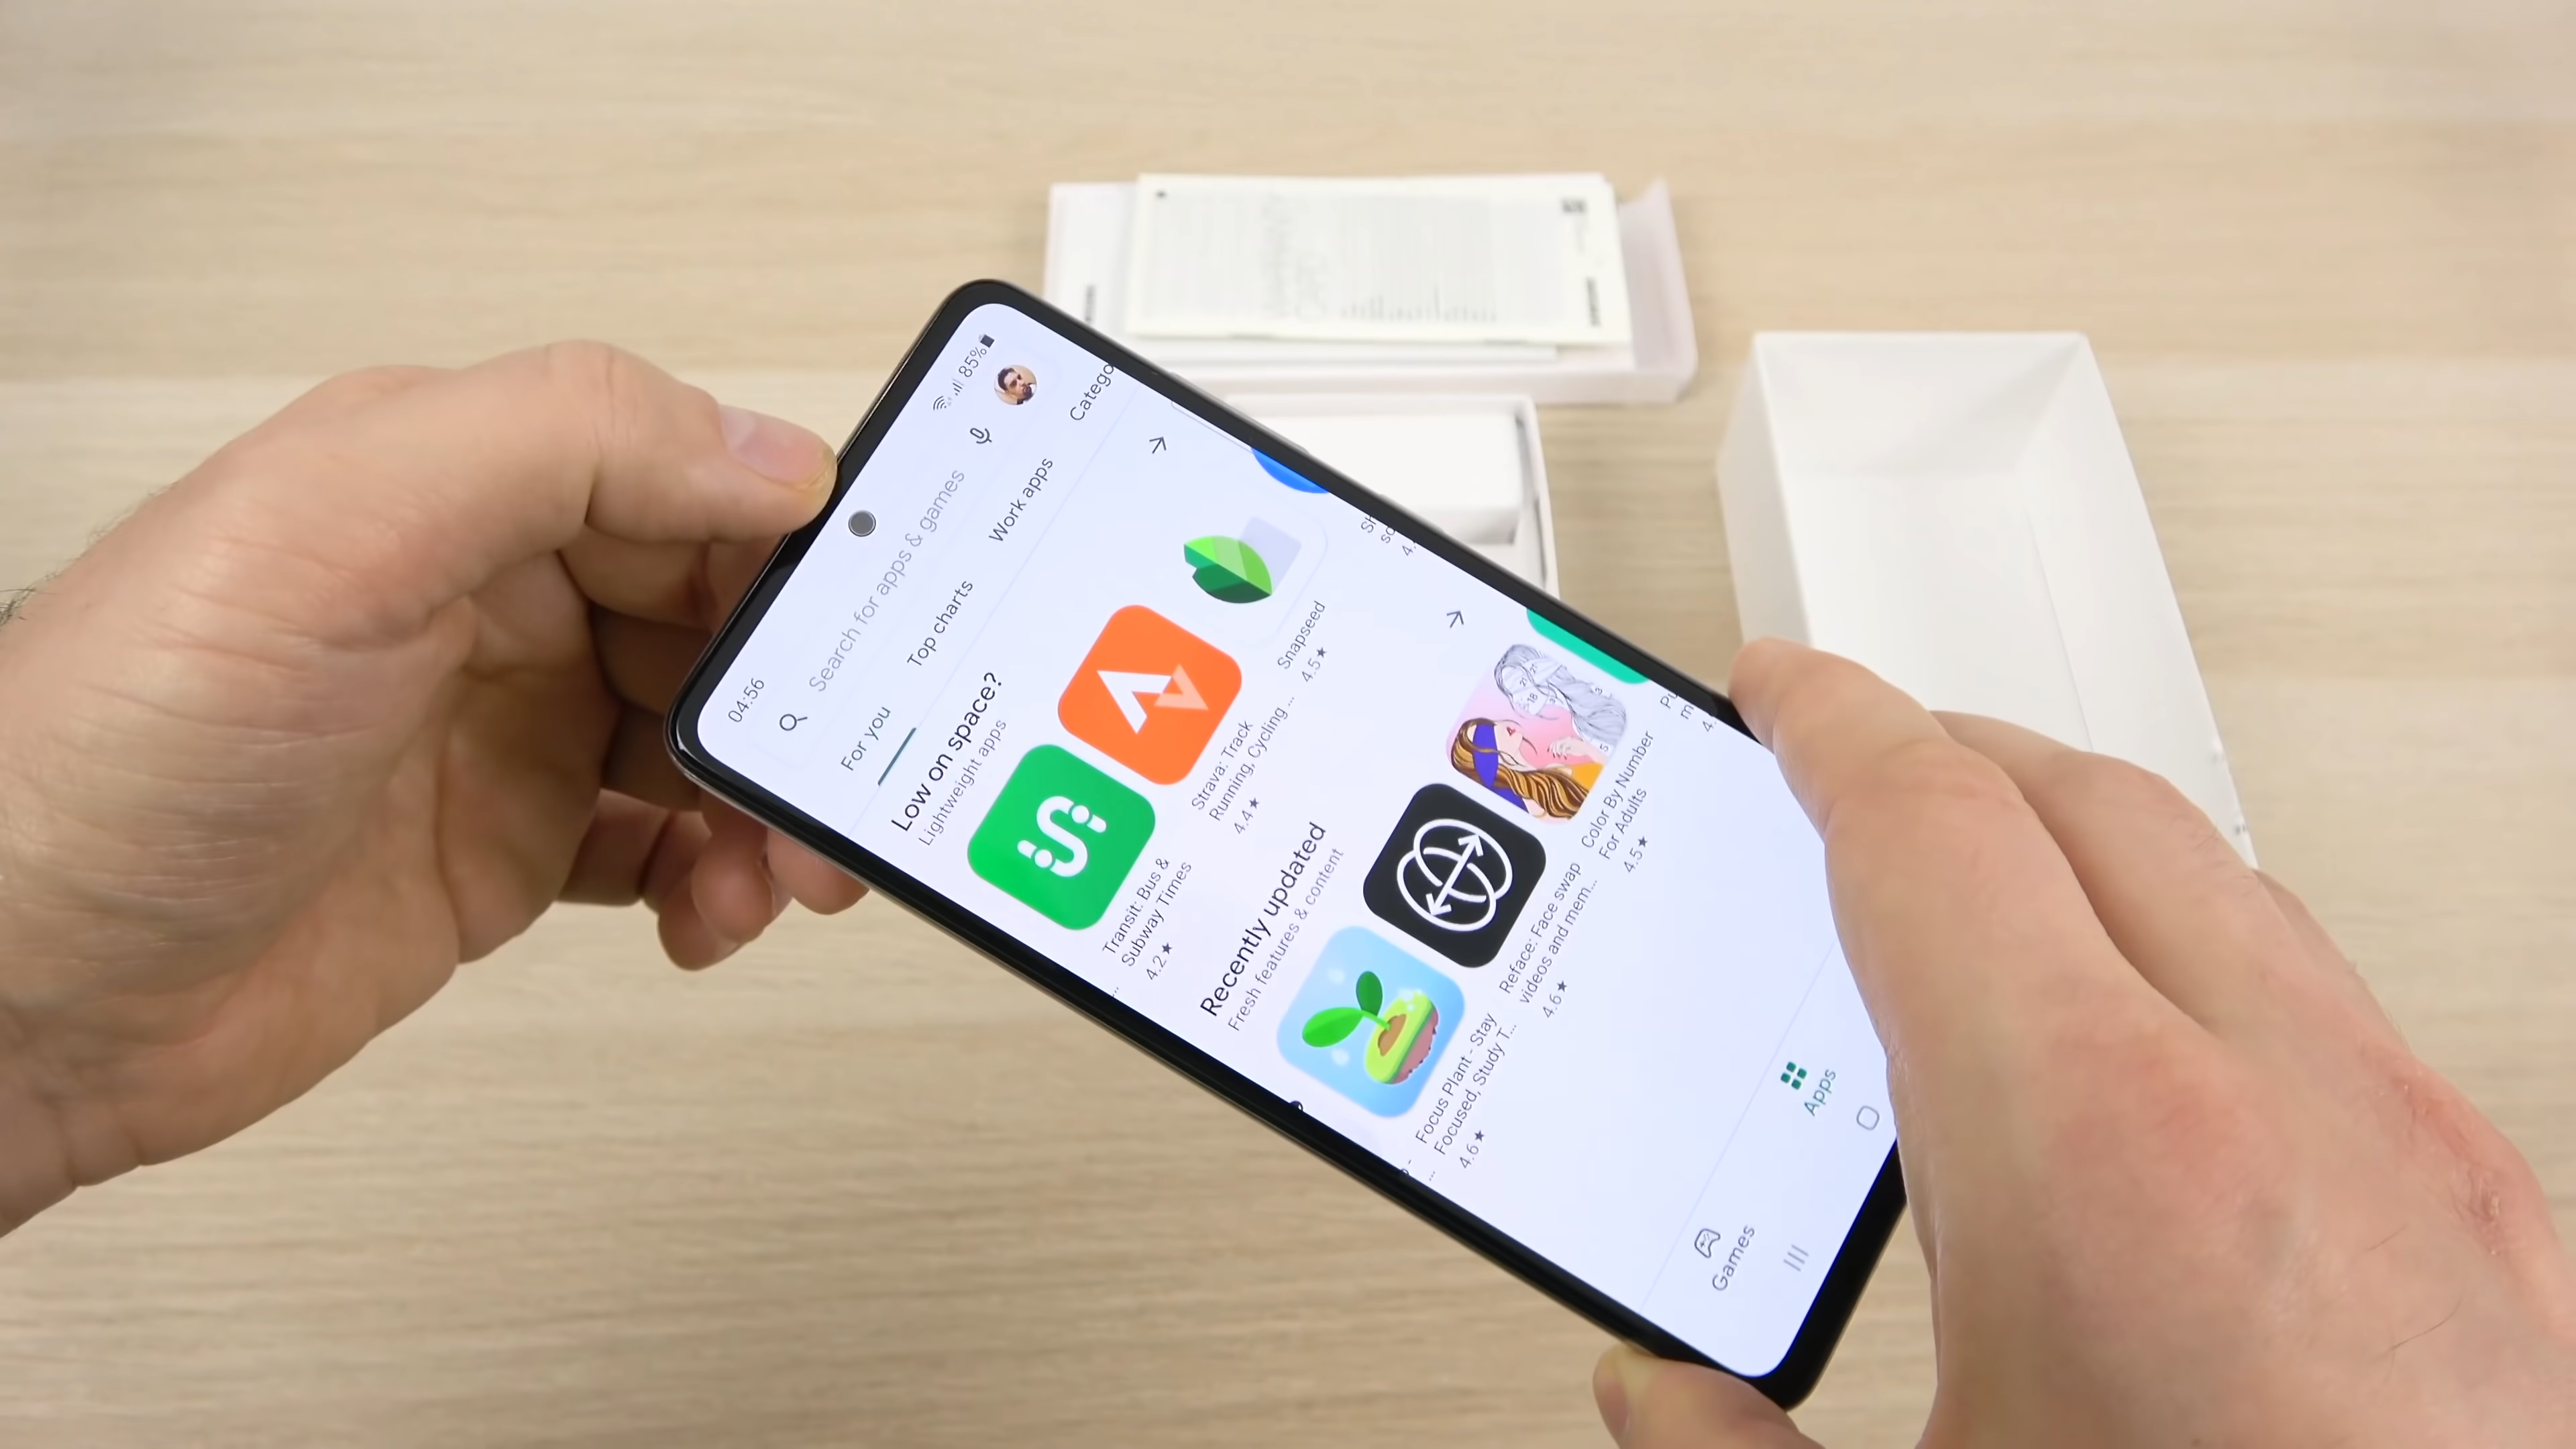 04:56
85%
Search for apps & games
For you
Top charts
Work apps
Catego
Low on space?
Lightweight apps
Transit: Bus &
Subway Times
4.2★
Strava: Track
Running, Cycling ...
4.4★
Snapseed
4.5★
Recently updated
Fresh features & content
Focus Plant - Stay
Focused, Study T...
4.6★
Reface: Face swap
videos and mem...
4.6★
Color By Number
For Adults
4.5★
Games
Apps